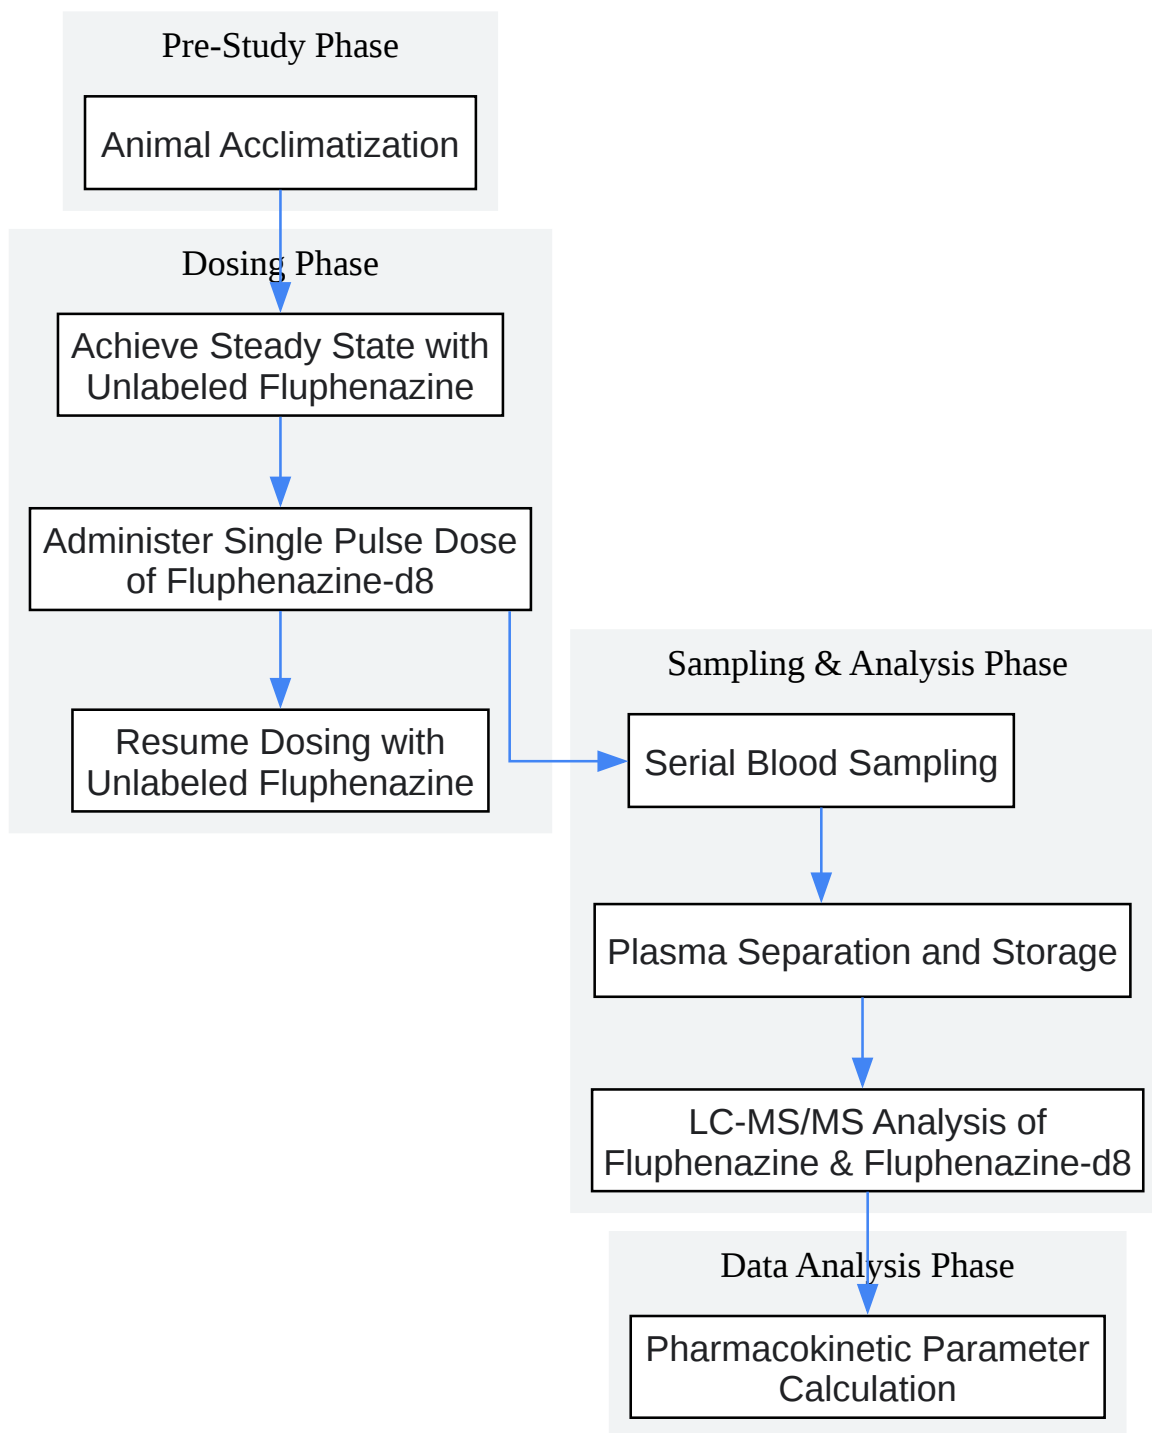 Pre-Study Phase
Animal Acclimatization
Dosing Phase
Achieve Steady State with
Unlabeled Fluphenazine
Administer Single Pulse Dose
of Fluphenazine-d8
Resume Dosing with
Unlabeled Fluphenazine
Sampling & Analysis Phase
Serial Blood Sampling
Plasma Separation and Storage
LC-MS/MS Analysis of
Fluphenazine & Fluphenazine-d8
Data Analysis Phase
Pharmacokinetic Parameter
Calculation